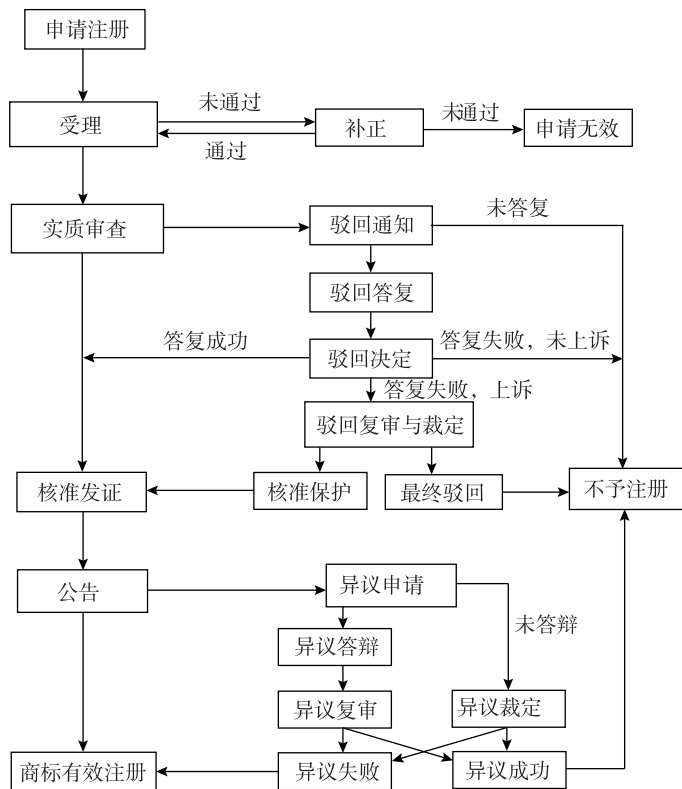 申请注册
未通过
未通过
受理
补正
申请无效
通过
实质审查
驳回通知
未答复
驳回答复
答复成功
驳回决定
答复失败，未上诉
答复失败，上诉
驳回复审与裁定
核准发证
核准保护
最终驳回
不予注册
公告
异议申请
未答辩
异议答辩
异议复审
异议裁定
商标有效注册
异议失败
异议成功